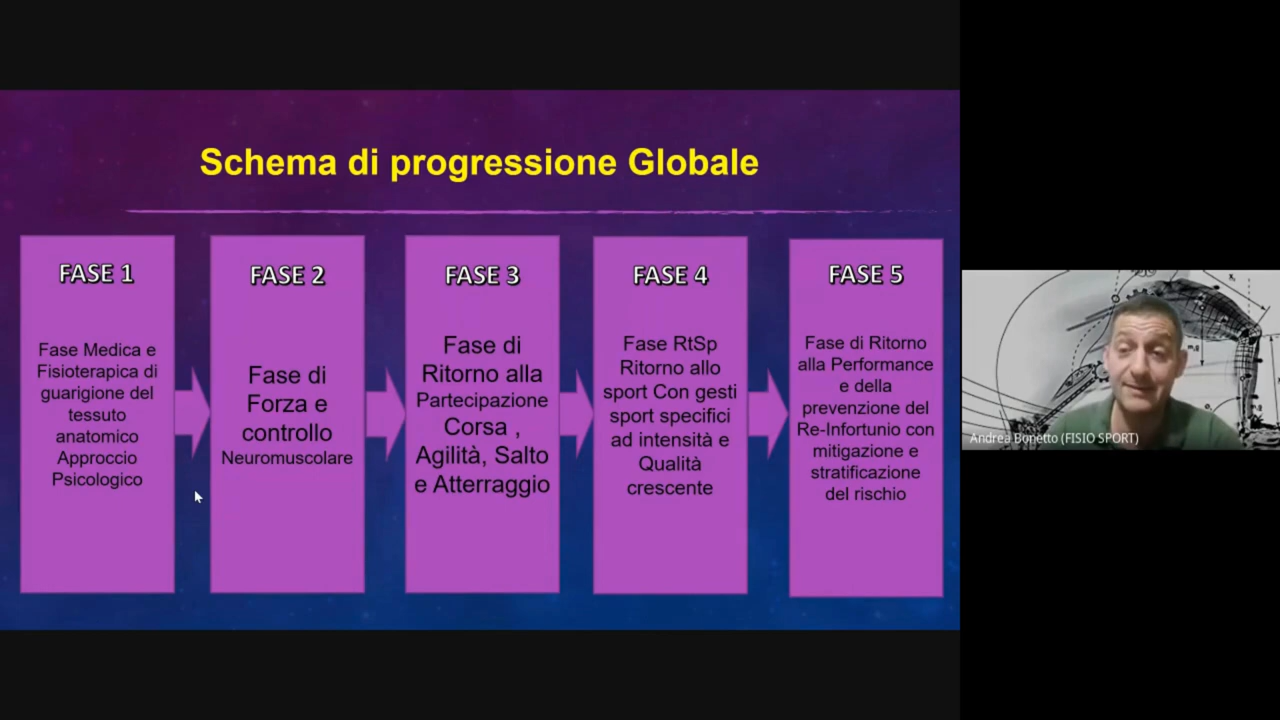 Schema di progressione Globale
FASE 1
Fase Medica e
Fisioterapica di
guarigione del
tessuto
anatomico
Approccio
Psicologico
FASE 2
Fase di
Forza e
controllo
Neuromuscolare
FASE 3
Fase di
Ritorno alla
Partecipazione
Corsa ,
Agilità, Salto
e Atterraggio
FASE 4
Fase RtSp
Ritorno allo
sport Con gesti
sport specifici
ad intensità e
Qualità
crescente
FASE 5
Fase di Ritorno
alla Performance
e della
prevenzione del
Re-Infortunio con
mitigazione e
stratificazione
del rischio
Andrea Bonetto (FISIO SPORT)